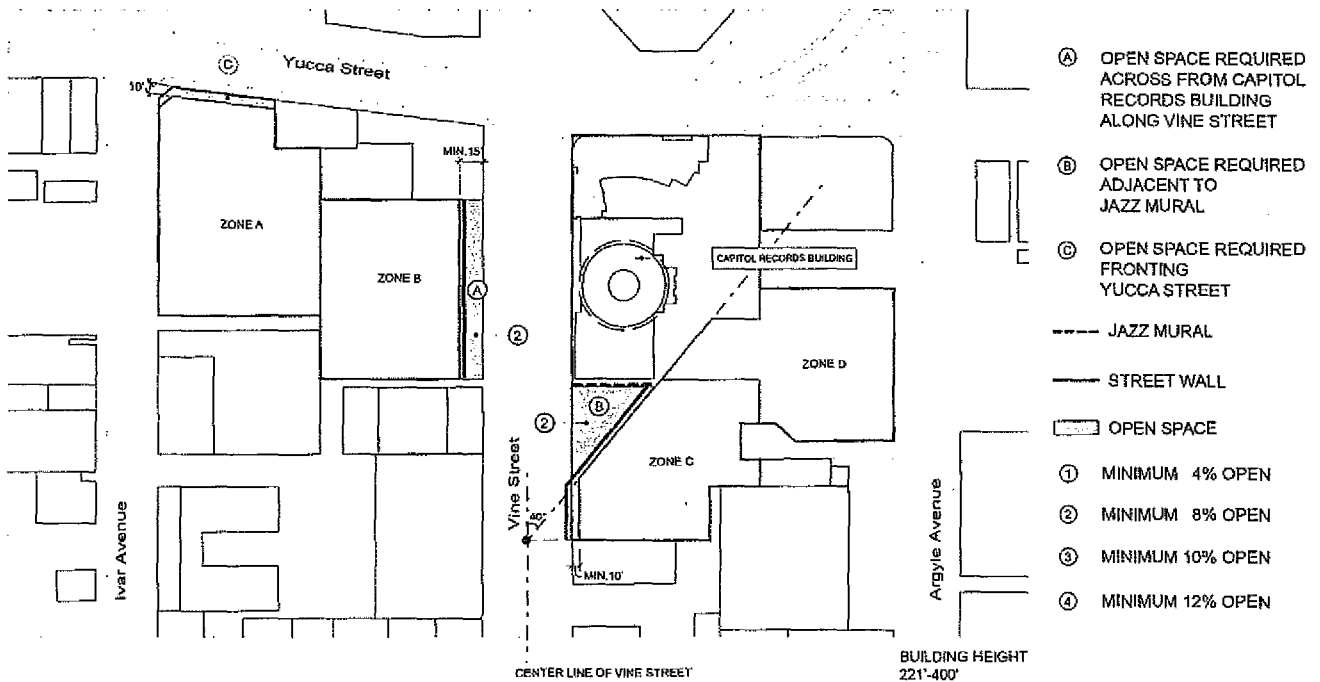 Yucca Street
C
10'
MIN.15'
ZONE A
ZONE B
A
2
CAPITOL RECORDS BUILDING
ZONE D
B
2
ZONE C
Vine Street
40°
MIN.10'
Ivar Avenue
Argyle Avenue
CENTER LINE OF VINE STREET
BUILDING HEIGHT
221'-400'
A OPEN SPACE REQUIRED
ACROSS FROM CAPITOL
RECORDS BUILDING
ALONG VINE STREET
B OPEN SPACE REQUIRED
ADJACENT TO
JAZZ MURAL
C OPEN SPACE REQUIRED
FRONTING
YUCCA STREET
JAZZ MURAL
STREET WALL
OPEN SPACE
1 MINIMUM 4% OPEN
2 MINIMUM 8% OPEN
3 MINIMUM 10% OPEN
4 MINIMUM 12% OPEN